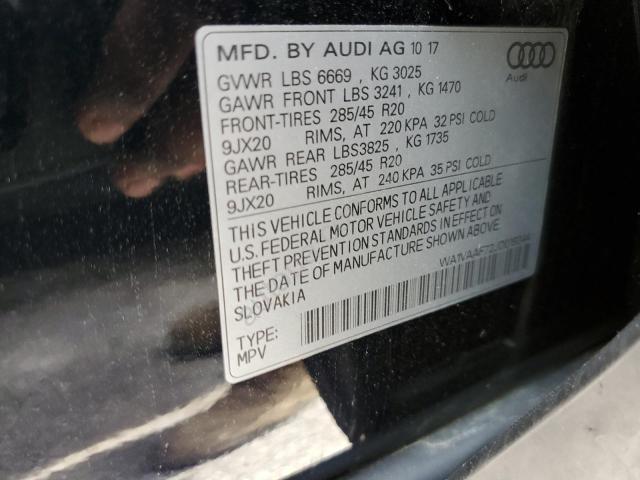 MFD. BY AUDI AG 10 17
Audi
GVWR LBS 6669 , KG 3025
GAWR FRONT LBS 3241 , KG 1470
FRONT-TIRES 285/45 R20
9JX20 RIMS, AT 220 KPA 32 PSI COLD
GAWR REAR LBS3825 , KG 1735
REAR-TIRES 285/45 R20
9JX20 RIMS, AT 240 KPA 35 PSI COLD
THIS VEHICLE CONFORMS TO ALL APPLICABLE
U.S. FEDERAL MOTOR VEHICLE SAFETY AND
THEFT PREVENTION STANDARDS IN EFFECT ON
THE DATE OF MANUFACTURE SHOWN ABOVE.
SLOVAKIA
TYPE:
MPV